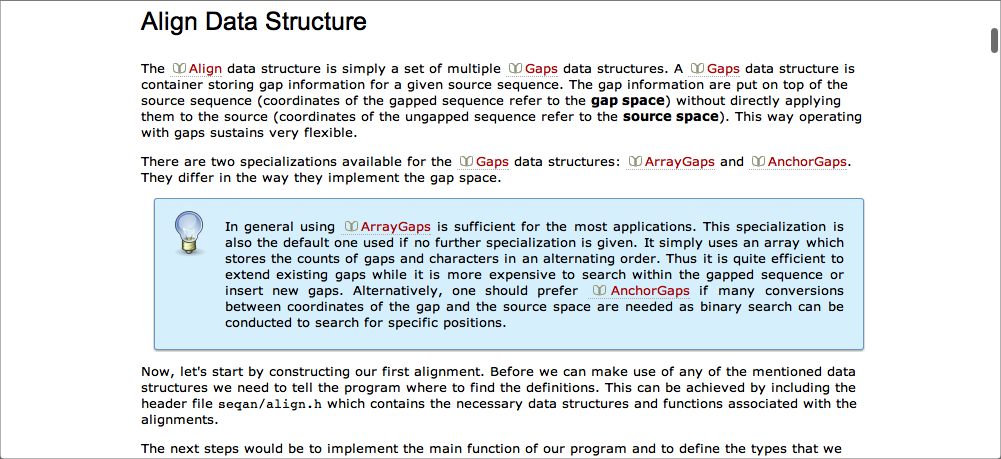 Align Data Structure
The Align data structure is simply a set of multiple Gaps data structures. A Gaps data structure is
container storing gap information for a given source sequence. The gap information are put on top of the
source sequence (coordinates of the gapped sequence refer to the gap space) without directly applying
them to the source (coordinates of the ungapped sequence refer to the source space). This way operating
with gaps sustains very flexible.
There are two specializations available for the Gaps data structures: ArrayGaps and AnchorGaps.
They differ in the way they implement the gap space.
In general using ArrayGaps is sufficient for the most applications. This specialization is
also the default one used if no further specialization is given. It simply uses an array which
stores the counts of gaps and characters in an alternating order. Thus it is quite efficient to
extend existing gaps while it is more expensive to search within the gapped sequence or
insert new gaps. Alternatively, one should prefer AnchorGaps if many conversions
between coordinates of the gap and the source space are needed as binary search can be
conducted to search for specific positions.
Now, let's start by constructing our first alignment. Before we can make use of any of the mentioned data
structures we need to tell the program where to find the definitions. This can be achieved by including the
header file seqan/align.h which contains the necessary data structures and functions associated with the
alignments.
The next steps would be to implement the main function of our program and to define the types that we